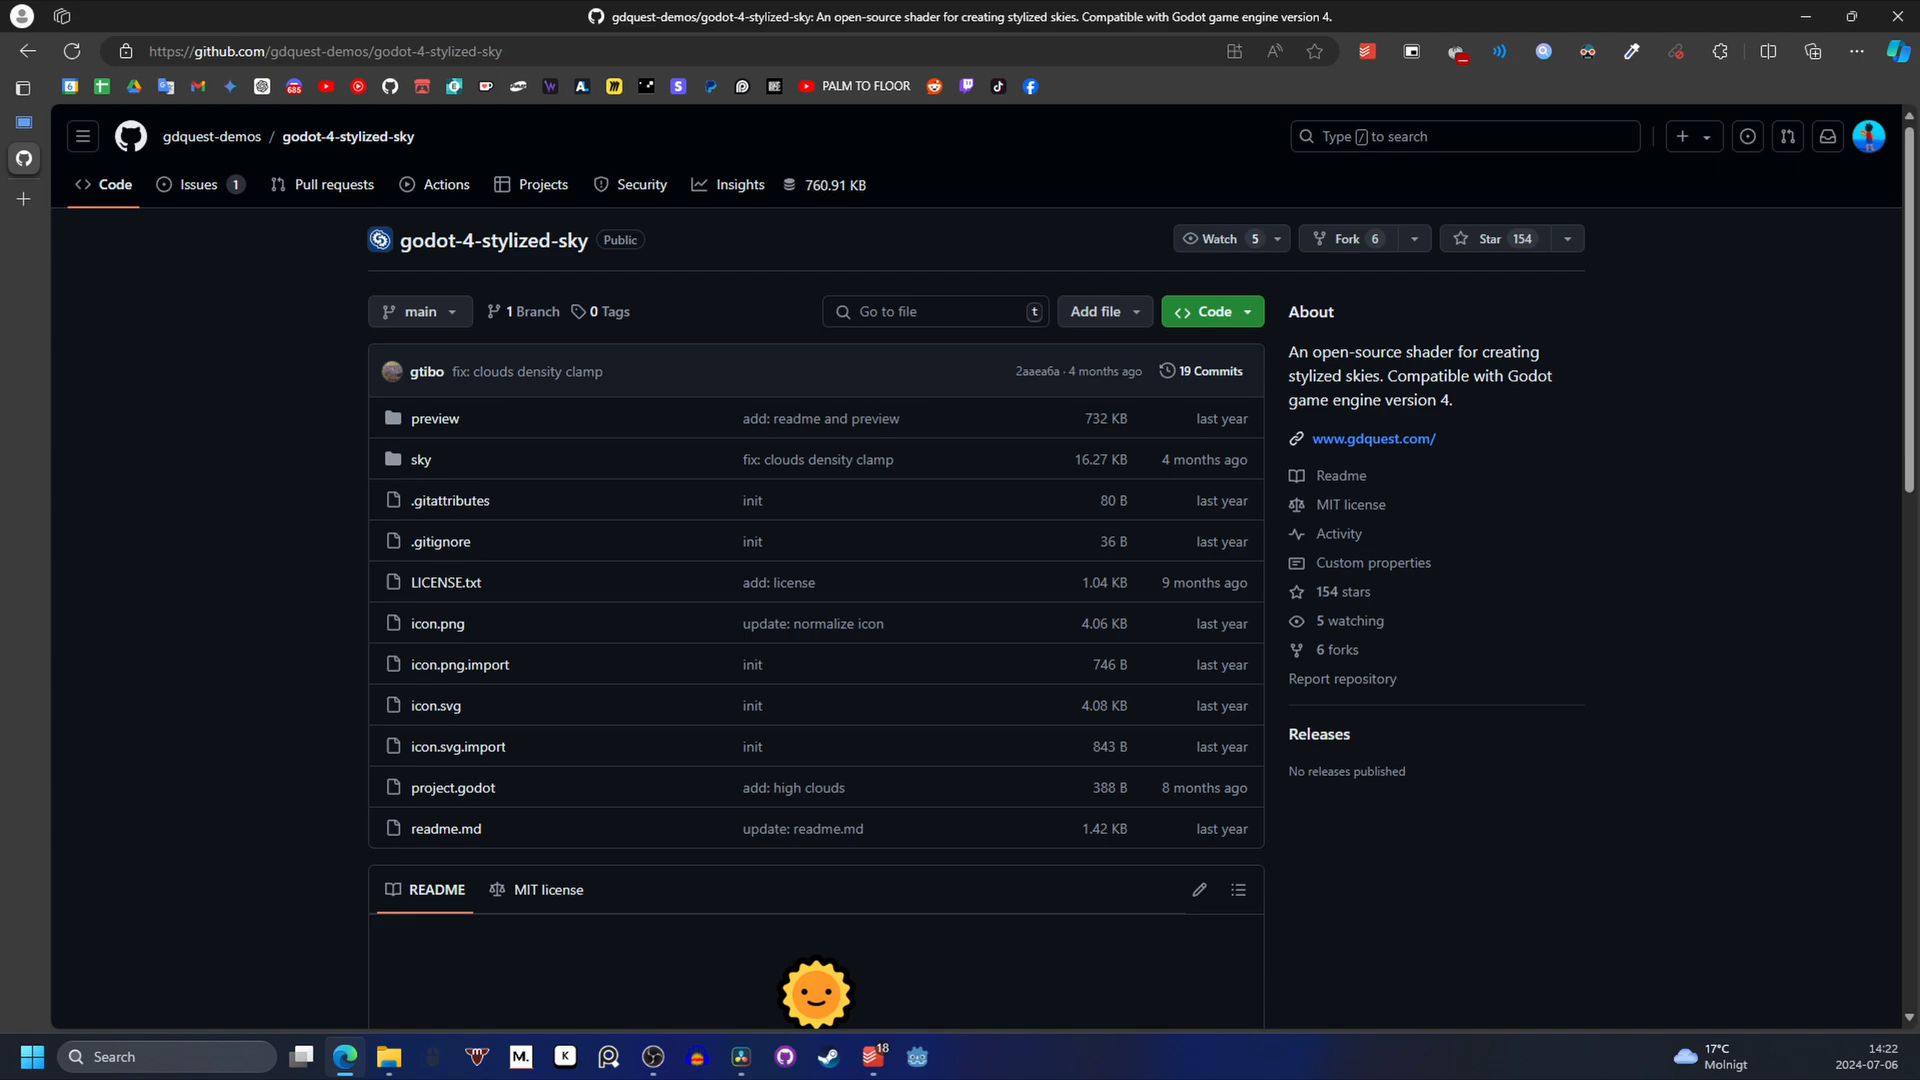 gdquest-demos/godot-4-stylized-sky: An open-source shader for creating stylized skies. Compatible with Godot game engine version 4.
https://github.com/gdquest-demos/godot-4-stylized-sky
PALM TO FLOOR
gdquest-demos / godot-4-stylized-sky
Type / to search
Code
Issues 1
Pull requests
Actions
Projects
Security
Insights
760.91 KB
godot-4-stylized-sky Public
Watch 5
Fork 6
Star 154
main
1 Branch
0 Tags
Go to file t
Add file
Code
gtibo fix: clouds density clamp 2aaea6a · 4 months ago 19 Commits
preview add: readme and preview 732 KB last year
sky fix: clouds density clamp 16.27 KB 4 months ago
.gitattributes init 80 B last year
.gitignore init 36 B last year
LICENSE.txt add: license 1.04 KB 9 months ago
icon.png update: normalize icon 4.06 KB last year
icon.png.import init 746 B last year
icon.svg init 4.08 KB last year
icon.svg.import init 843 B last year
project.godot add: high clouds 388 B 8 months ago
readme.md update: readme.md 1.42 KB last year
README
MIT license
About
An open-source shader for creating
stylized skies. Compatible with Godot
game engine version 4.
www.gdquest.com/
Readme
MIT license
Activity
Custom properties
154 stars
5 watching
6 forks
Report repository
Releases
No releases published
Search
M.
K
18
17°C
Molnigt
14:22
2024-07-06